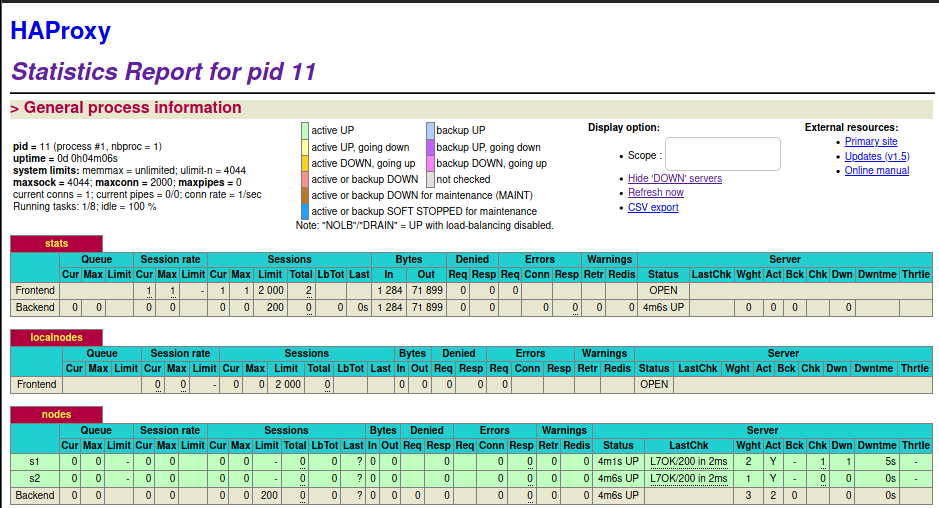 HAProxy
Statistics Report for pid 11
> General process information
pid = 11 (process #1, nbproc = 1)
uptime = 0d 0h04m06s
system limits: memmax = unlimited; ulimit-n = 4044
maxsock = 4044; maxconn = 2000; maxpipes = 0
current conns = 1; current pipes = 0/0; conn rate = 1/sec
Running tasks: 1/8; idle = 100 %
active UP backup UP
active UP, going down backup UP, going down
active DOWN, going up backup DOWN, going up
active or backup DOWN not checked
active or backup DOWN for maintenance (MAINT)
active or backup SOFT STOPPED for maintenance
Note: "NOLB"/"DRAIN" = UP with load-balancing disabled.
Display option:
• Scope :
• Hide 'DOWN' servers
• Refresh now
• CSV export
External resources:
• Primary site
• Updates (v1.5)
• Online manual
stats
Queue Session rate Sessions Bytes Denied Errors Warnings Server
Cur Max Limit Cur Max Limit Cur Max Limit Total LbTot Last In Out Req Resp Req Conn Resp Retr Redis Status LastChk Wght Act Bck Chk Dwn Dwntme Thrtle
Frontend 1 1 - 1 1 2 000 2 1 284 71 899 0 0 0 OPEN
Backend 0 0 0 0 0 0 200 0 0 0s 1 284 71 899 0 0 0 0 0 0 4m6s UP 0 0 0 0
localnodes
Queue Session rate Sessions Bytes Denied Errors Warnings Server
Cur Max Limit Cur Max Limit Cur Max Limit Total LbTot Last In Out Req Resp Req Conn Resp Retr Redis Status LastChk Wght Act Bck Chk Dwn Dwntme Thrtle
Frontend 0 0 - 0 0 2 000 0 0 0 0 0 0 OPEN
nodes
Queue Session rate Sessions Bytes Denied Errors Warnings Server
Cur Max Limit Cur Max Limit Cur Max Limit Total LbTot Last In Out Req Resp Req Conn Resp Retr Redis Status LastChk Wght Act Bck Chk Dwn Dwntme Thrtle
s1 0 0 - 0 0 0 0 - 0 0 ? 0 0 0 0 0 0 0 4m1s UP L7OK/200 in 2ms 2 Y - 1 1 5s -
s2 0 0 - 0 0 0 0 - 0 0 ? 0 0 0 0 0 0 0 4m6s UP L7OK/200 in 2ms 1 Y - 0 0 0s -
Backend 0 0 0 0 0 0 200 0 0 ? 0 0 0 0 0 0 0 0 4m6s UP 3 2 0 0 0s